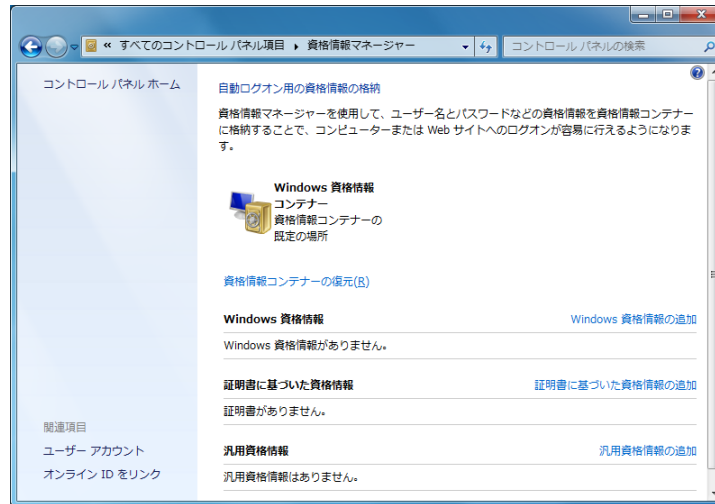 « すべてのコントロール パネル項目 ▸ 資格情報マネージャー
コントロール パネルの検索
コントロール パネル ホーム
自動ログオン用の資格情報の格納
資格情報マネージャーを使用して、ユーザー名とパスワードなどの資格情報を資格情報コンテナー
に格納することで、コンピューターまたは Web サイトへのログオンが容易に行えるようになりま
す。
Windows 資格情報
コンテナー
資格情報コンテナーの
既定の場所
資格情報コンテナーの復元(R)
Windows 資格情報 Windows 資格情報の追加
Windows 資格情報がありません。
証明書に基づいた資格情報 証明書に基づいた資格情報の追加
証明書がありません。
汎用資格情報 汎用資格情報の追加
汎用資格情報はありません。
関連項目
ユーザー アカウント
オンライン ID をリンク